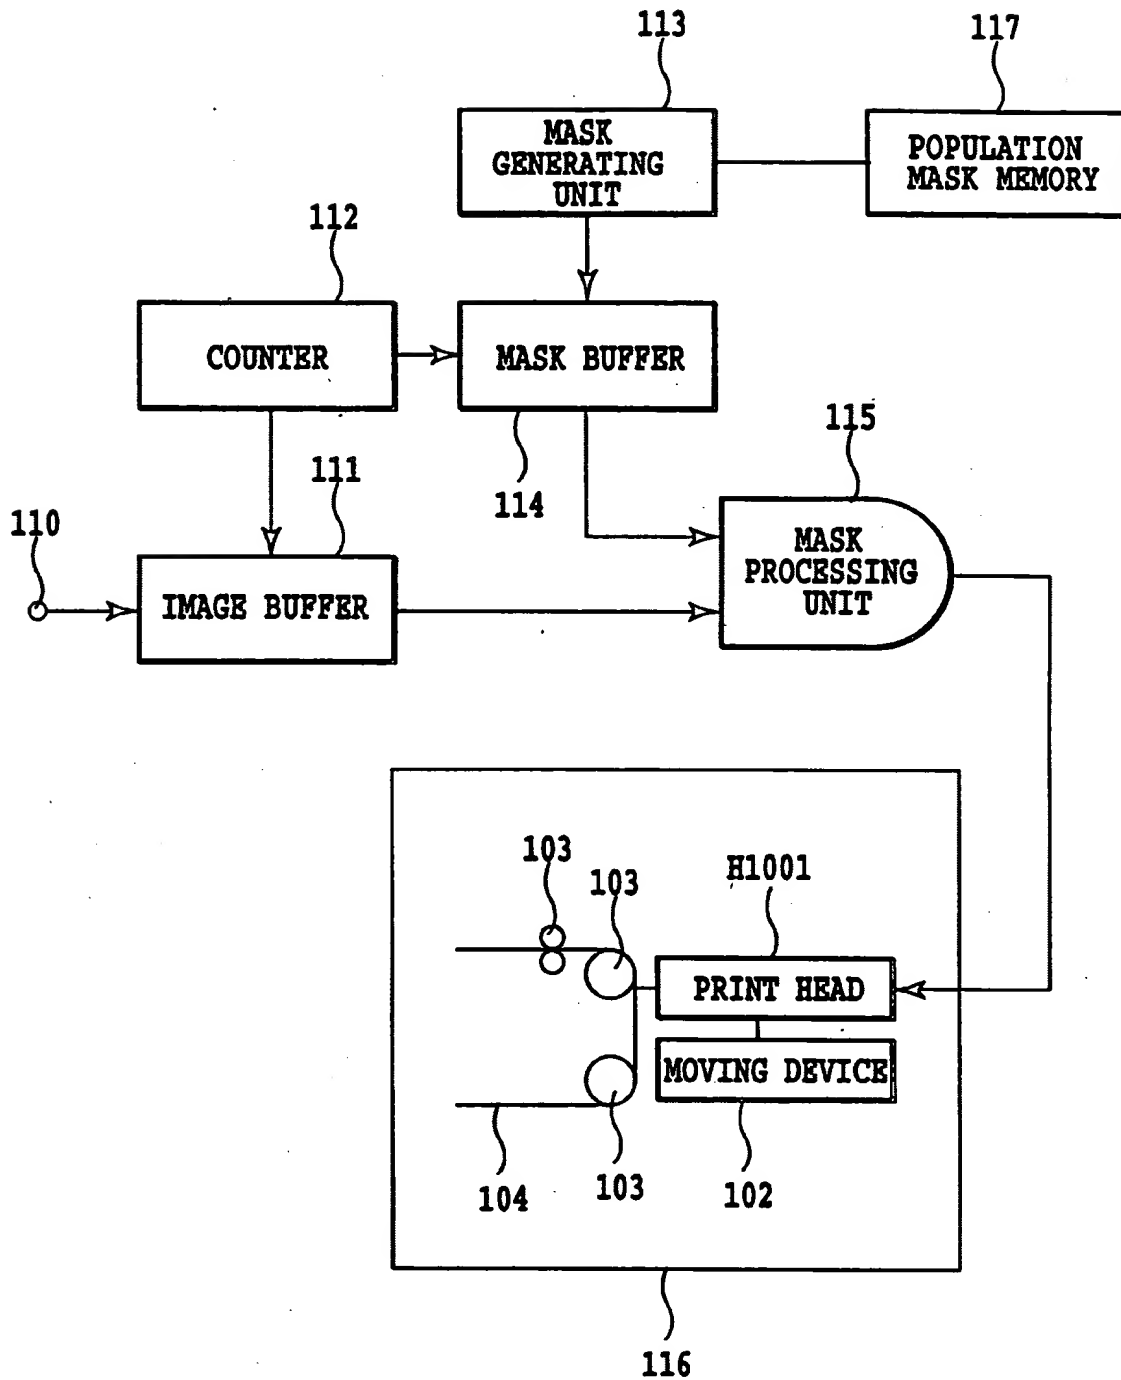 113
117
MASK
GENERATING
UNIT
POPULATION
MASK MEMORY
112
COUNTER
MASK BUFFER
115
111
114
110
MASK
PROCESSING
UNIT
IMAGE BUFFER
103
103
H1001
PRINT HEAD
MOVING DEVICE
104
103
102
116